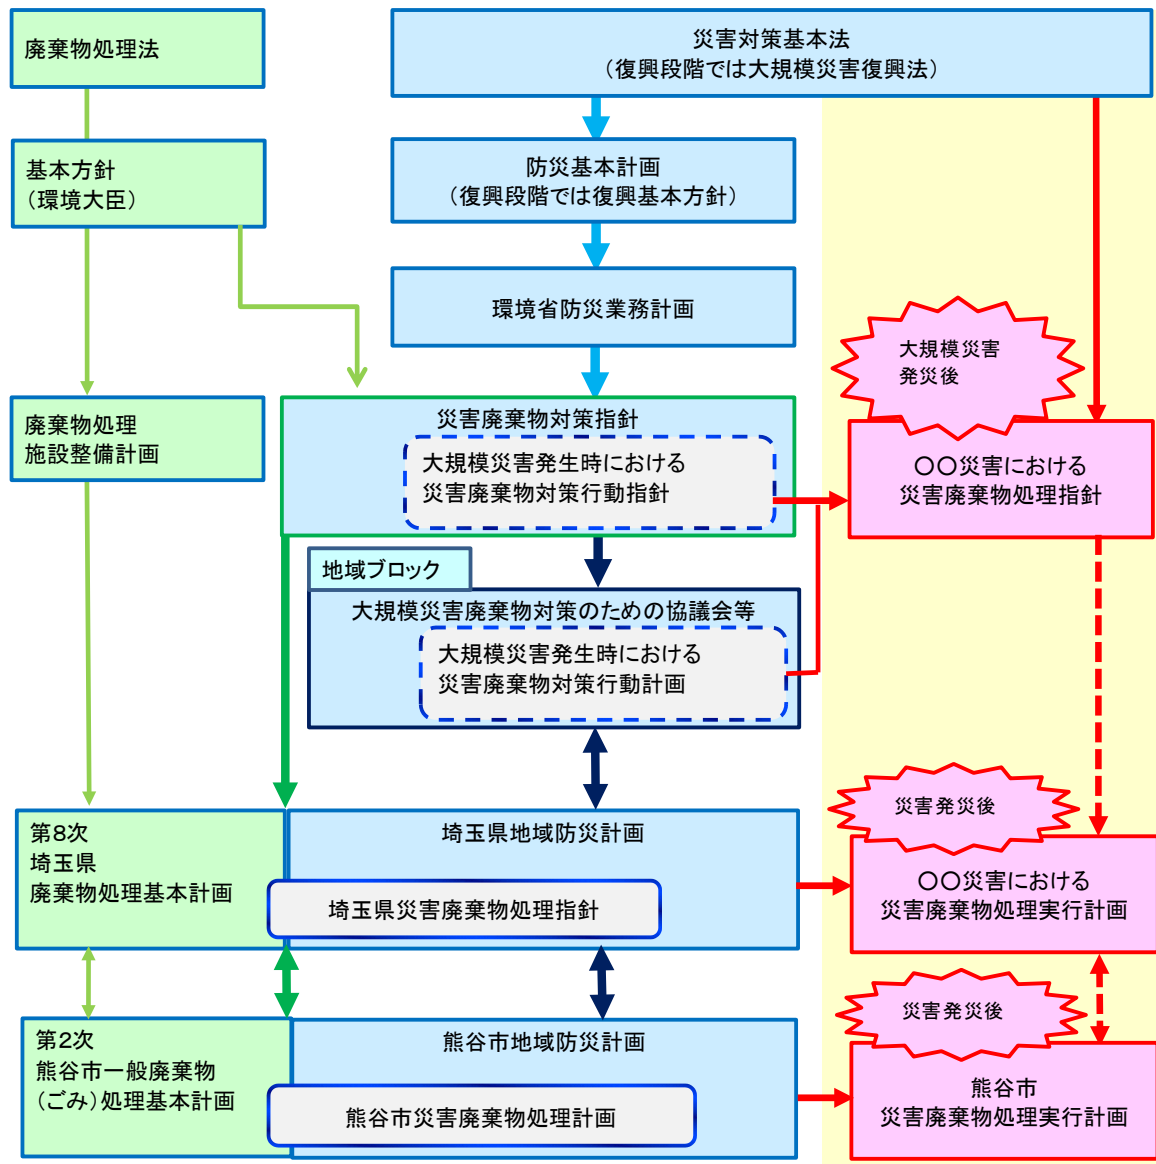 廃棄物処理法
災害対策基本法
（復興段階では大規模災害復興法）
基本方針
（環境大臣）
防災基本計画
（復興段階では復興基本方針）
環境省防災業務計画
大規模災害
発災後
廃棄物処理
施設整備計画
災害廃棄物対策指針
大規模災害発生時における
災害廃棄物対策行動指針
〇〇災害における
災害廃棄物処理指針
地域ブロック
大規模災害廃棄物対策のための協議会等
大規模災害発生時における
災害廃棄物対策行動計画
第8次
埼玉県
廃棄物処理基本計画
埼玉県地域防災計画
埼玉県災害廃棄物処理指針
災害発災後
〇〇災害における
災害廃棄物処理実行計画
第2次
熊谷市一般廃棄物
（ごみ）処理基本計画
熊谷市地域防災計画
熊谷市災害廃棄物処理計画
災害発災後
熊谷市
災害廃棄物処理実行計画